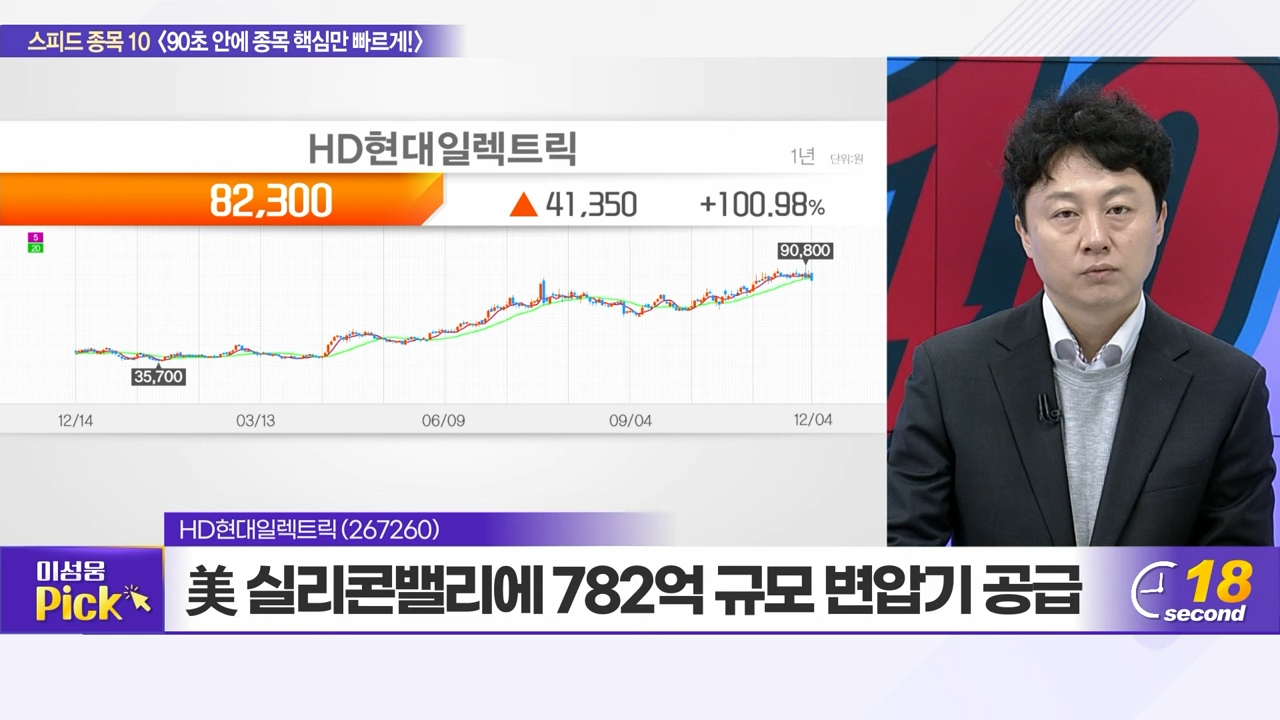 스피드 종목 10 〈90초 안에 종목 핵심만 빠르게!〉
HD현대일렉트릭
1년 단위:원
82,300 ▲ 41,350 +100.98%
5
20
90,800
35,700
12/14 03/13 06/09 09/04 12/04
10
HD현대일렉트릭(267260)
이성웅
Pick
美 실리콘밸리에 782억 규모 변압기 공급
18
second